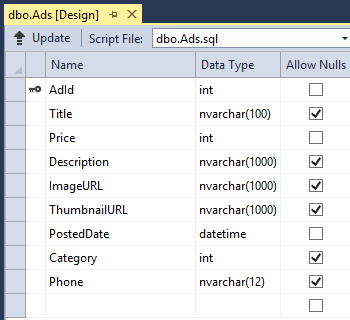 dbo.Ads [Design]
Update Script File: dbo.Ads.sql
Name Data Type Allow Nulls
AdId int
Title nvarchar(100)
Price int
Description nvarchar(1000)
ImageURL nvarchar(1000)
ThumbnailURL nvarchar(1000)
PostedDate datetime
Category int
Phone nvarchar(12)